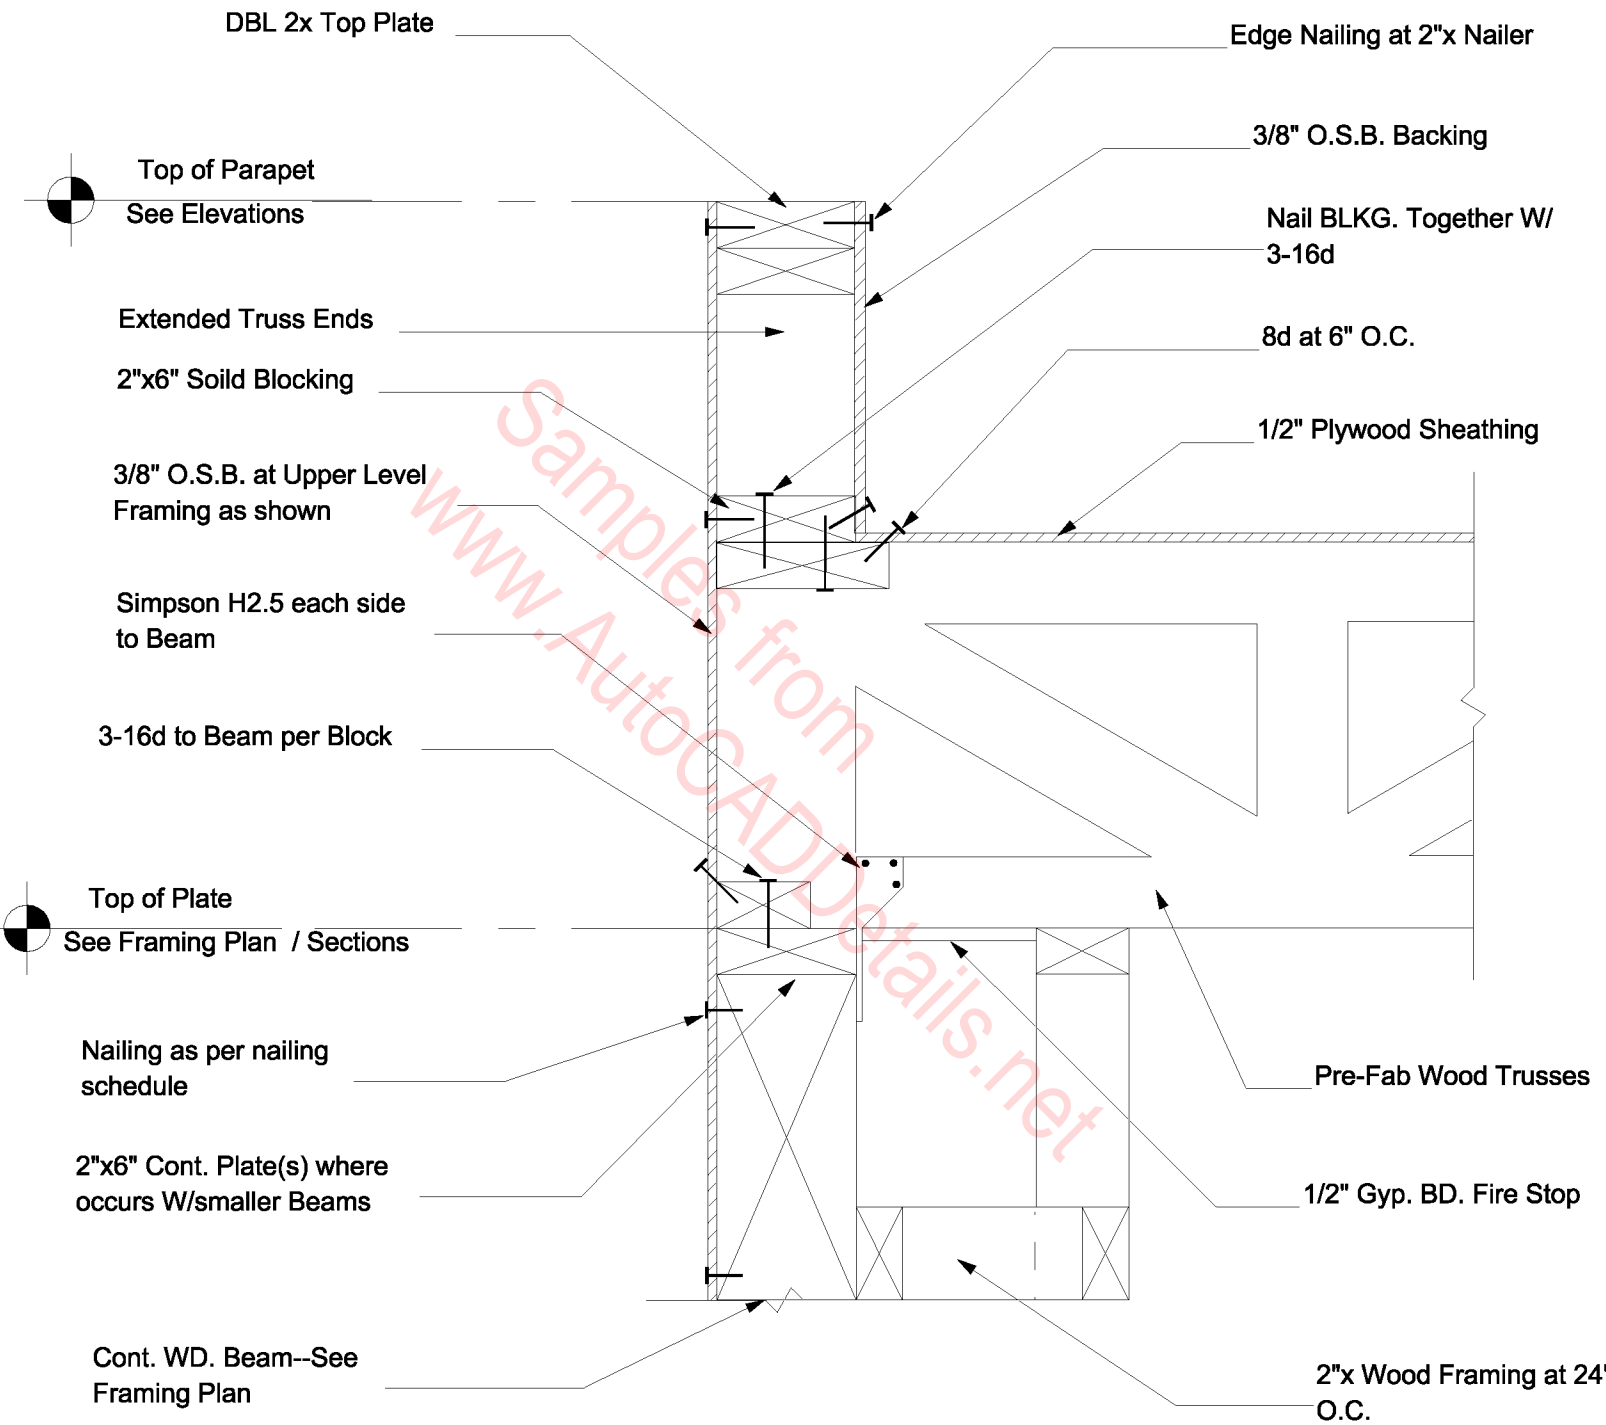 DBL 2x Top Plate
Edge Nailing at 2"x Nailer
3/8" O.S.B. Backing
Top of Parapet
See Elevations
Nail BLKG. Together W/
3-16d
Extended Truss Ends
8d at 6" O.C.
2"x6" Soild Blocking
1/2" Plywood Sheathing
3/8" O.S.B. at Upper Level
Framing as shown
Simpson H2.5 each side
to Beam
3-16d to Beam per Block
Top of Plate
See Framing Plan / Sections
Nailing as per nailing
schedule
Pre-Fab Wood Trusses
2"x6" Cont. Plate(s) where
occurs W/smaller Beams
1/2" Gyp. BD. Fire Stop
Cont. WD. Beam--See
Framing Plan
2"x Wood Framing at 24'
O.C.
Samples from
www.AutoCADDetails.net